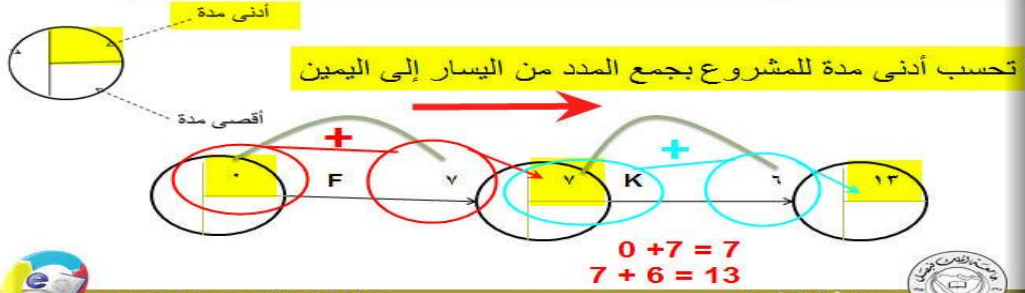 أدنى مدة
تحسب أدنى مدة للمشروع بجمع المدد من اليسار إلى اليمين
أقصى مدة
+ +
٠ F ٧ ٧ K ٦ ١٣
0 +7 = 7
7 + 6 = 13
e